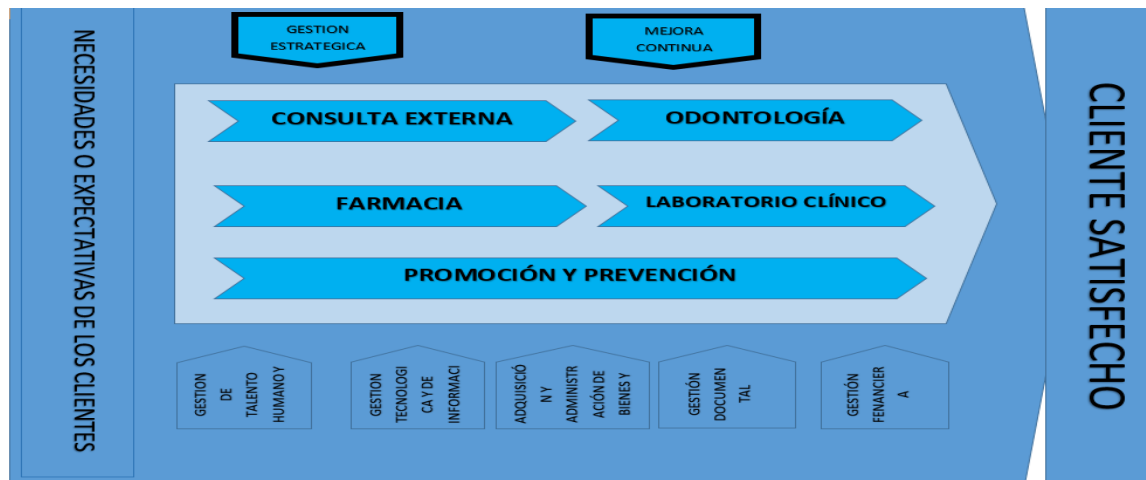 NECESIDADES O EXPECTATIVAS DE LOS CLIENTES
GESTION
ESTRATEGICA
MEJORA
CONTINUA
CONSULTA EXTERNA
ODONTOLOGÍA
FARMACIA
LABORATORIO CLÍNICO
PROMOCIÓN Y PREVENCIÓN
GESTION
DE
TALENTO
HUMANO Y
GESTION
TECNOLOGI
CA Y DE
INFORMACI
ADQUISICIÓ
N Y
ADMINISTR
ACIÓN DE
BIENES Y
GESTIÓN
DOCUMEN
TAL
GESTIÓN
FENANCIER
A
CLIENTE SATISFECHO